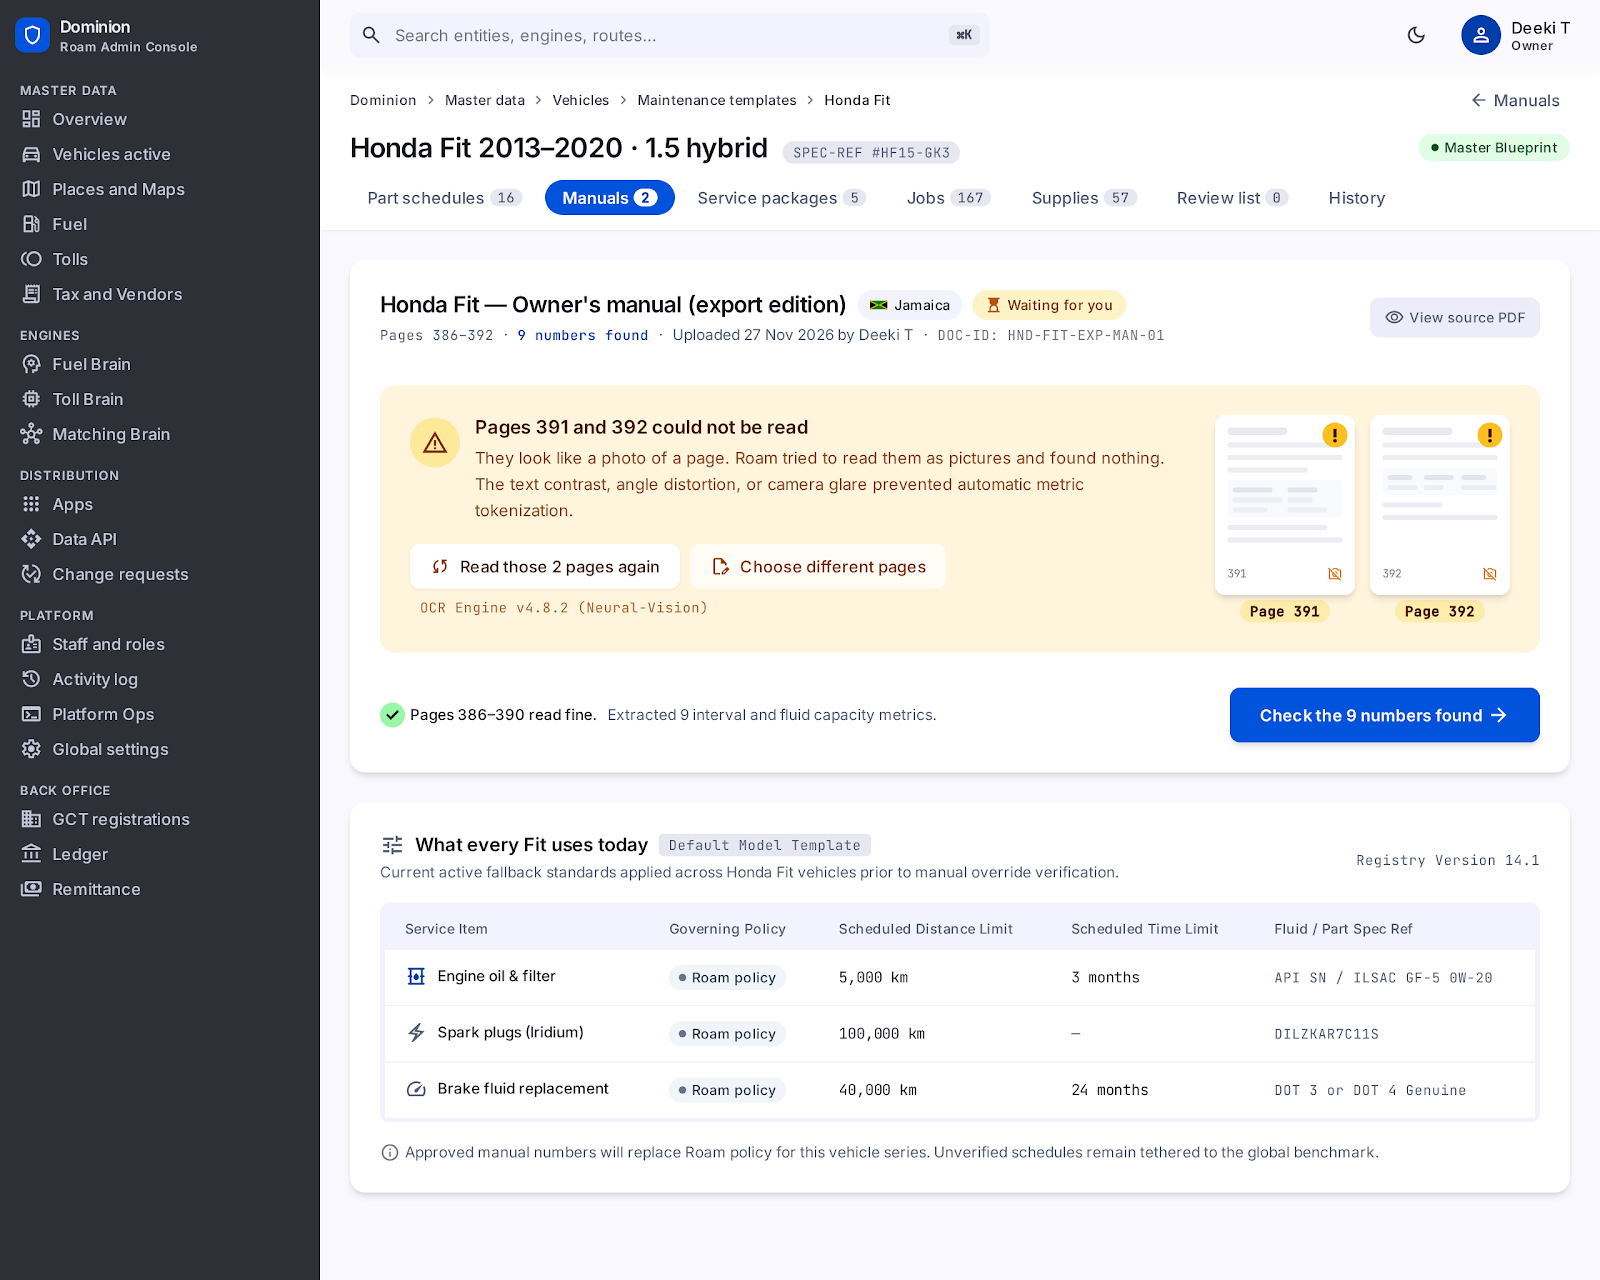 Dominion
Roam Admin Console
MASTER DATA
Overview
Vehicles active
Places and Maps
Fuel
Tolls
Tax and Vendors
ENGINES
Fuel Brain
Toll Brain
Matching Brain
DISTRIBUTION
Apps
Data API
Change requests
PLATFORM
Staff and roles
Activity log
Platform Ops
Global settings
BACK OFFICE
GCT registrations
Ledger
Remittance
Search entities, engines, routes...
⌘K
Deeki T
Owner
Dominion > Master data > Vehicles > Maintenance templates > Honda Fit
← Manuals
Honda Fit 2013–2020 · 1.5 hybrid SPEC-REF #HF15-GK3
Master Blueprint
Part schedules 16 Manuals 2 Service packages 5 Jobs 167 Supplies 57 Review list 0 History
Honda Fit — Owner's manual (export edition) Jamaica Waiting for you
Pages 386–392 · 9 numbers found · Uploaded 27 Nov 2026 by Deeki T · DOC-ID: HND-FIT-EXP-MAN-01
View source PDF
Pages 391 and 392 could not be read
They look like a photo of a page. Roam tried to read them as pictures and found nothing.
The text contrast, angle distortion, or camera glare prevented automatic metric
tokenization.
Read those 2 pages again
Choose different pages
OCR Engine v4.8.2 (Neural-Vision)
391
Page 391
392
Page 392
Pages 386–390 read fine. Extracted 9 interval and fluid capacity metrics.
Check the 9 numbers found →
What every Fit uses today Default Model Template
Current active fallback standards applied across Honda Fit vehicles prior to manual override verification.
Registry Version 14.1
Service Item Governing Policy Scheduled Distance Limit Scheduled Time Limit Fluid / Part Spec Ref
Engine oil & filter Roam policy 5,000 km 3 months API SN / ILSAC GF-5 0W-20
Spark plugs (Iridium) Roam policy 100,000 km — DILZKAR7C11S
Brake fluid replacement Roam policy 40,000 km 24 months DOT 3 or DOT 4 Genuine
Approved manual numbers will replace Roam policy for this vehicle series. Unverified schedules remain tethered to the global benchmark.